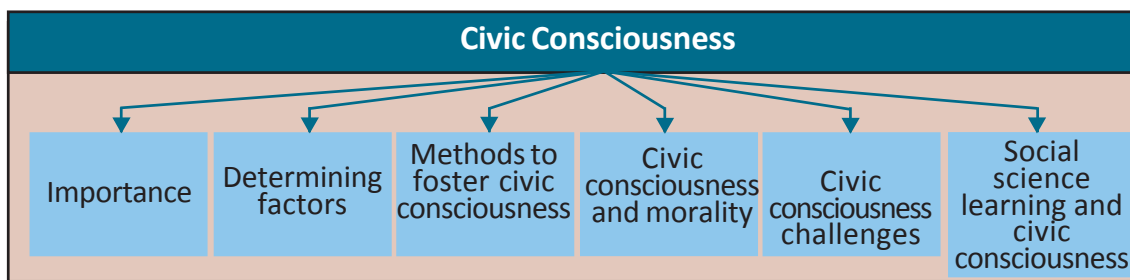 Civic Consciousness
Importance
Determining
factors
Methods to
foster civic
consciousness
Civic
consciousness
and morality
Civic
consciousness
challenges
Social
science
learning and
civic
consciousness